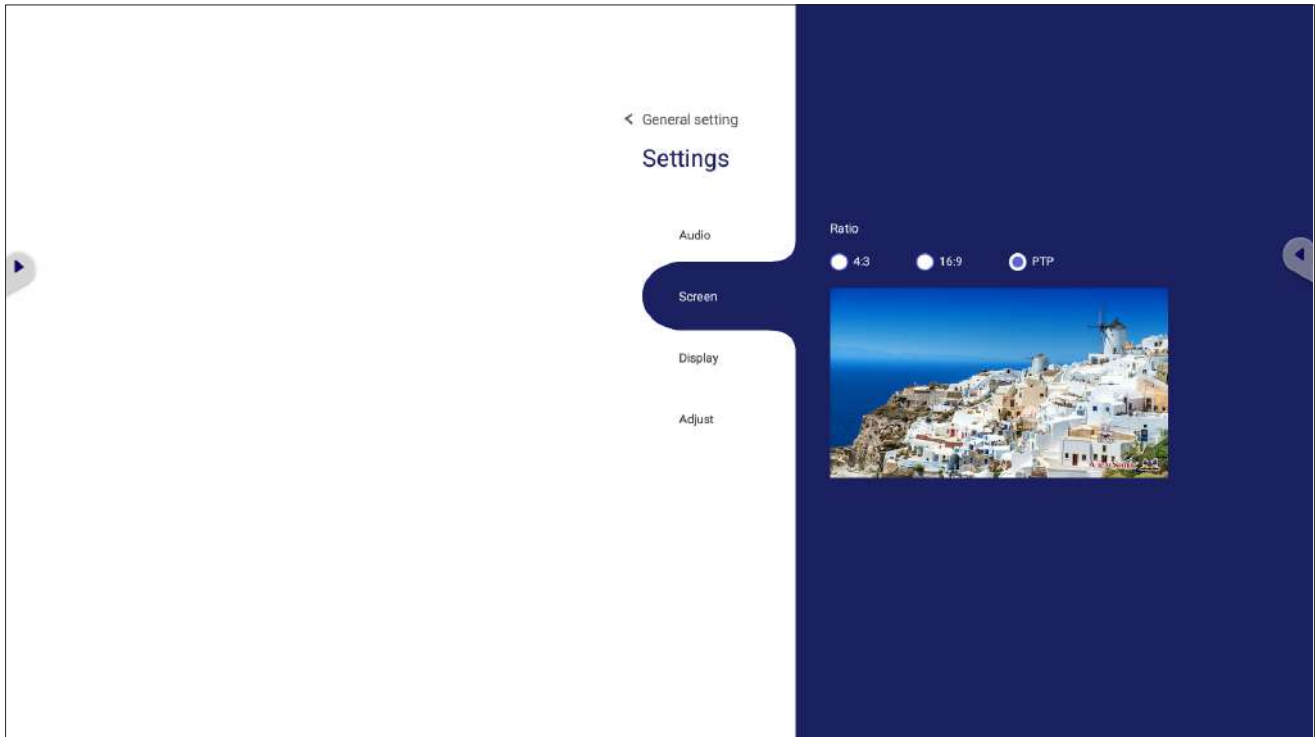 General setting
Settings
Audio
Screen
Display
Adjust
Ratio
4:3 16:9 PTP